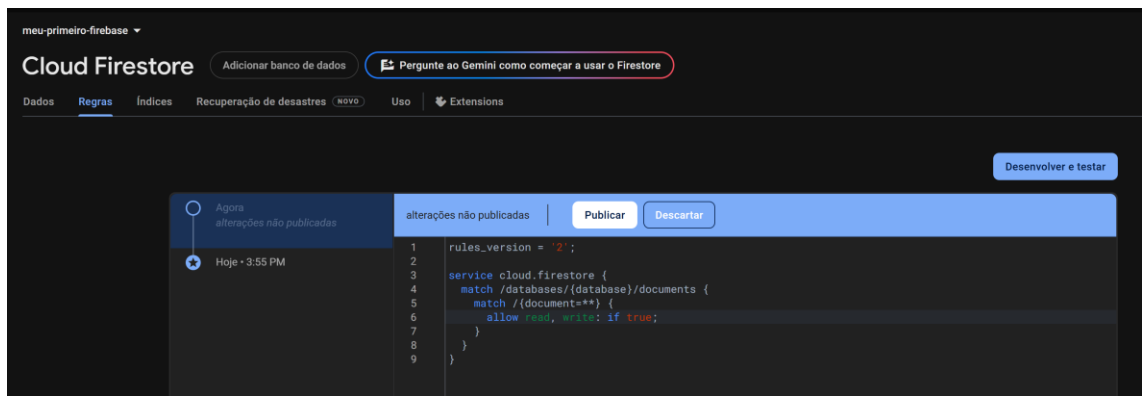 meu-primeiro-firebase
Cloud Firestore
Adicionar banco de dados
Pergunte ao Gemini como começar a usar o Firestore
Dados Regras Índices Recuperação de desastres NOVO Uso Extensions
Desenvolver e testar
Agora
alterações não publicadas
Hoje • 3:55 PM
alterações não publicadas Publicar Descartar
1 rules_version = '2';
2
3 service cloud.firestore {
4   match /databases/{database}/documents {
5     match /{document=**} {
6       allow read, write: if true;
7     }
8   }
9 }